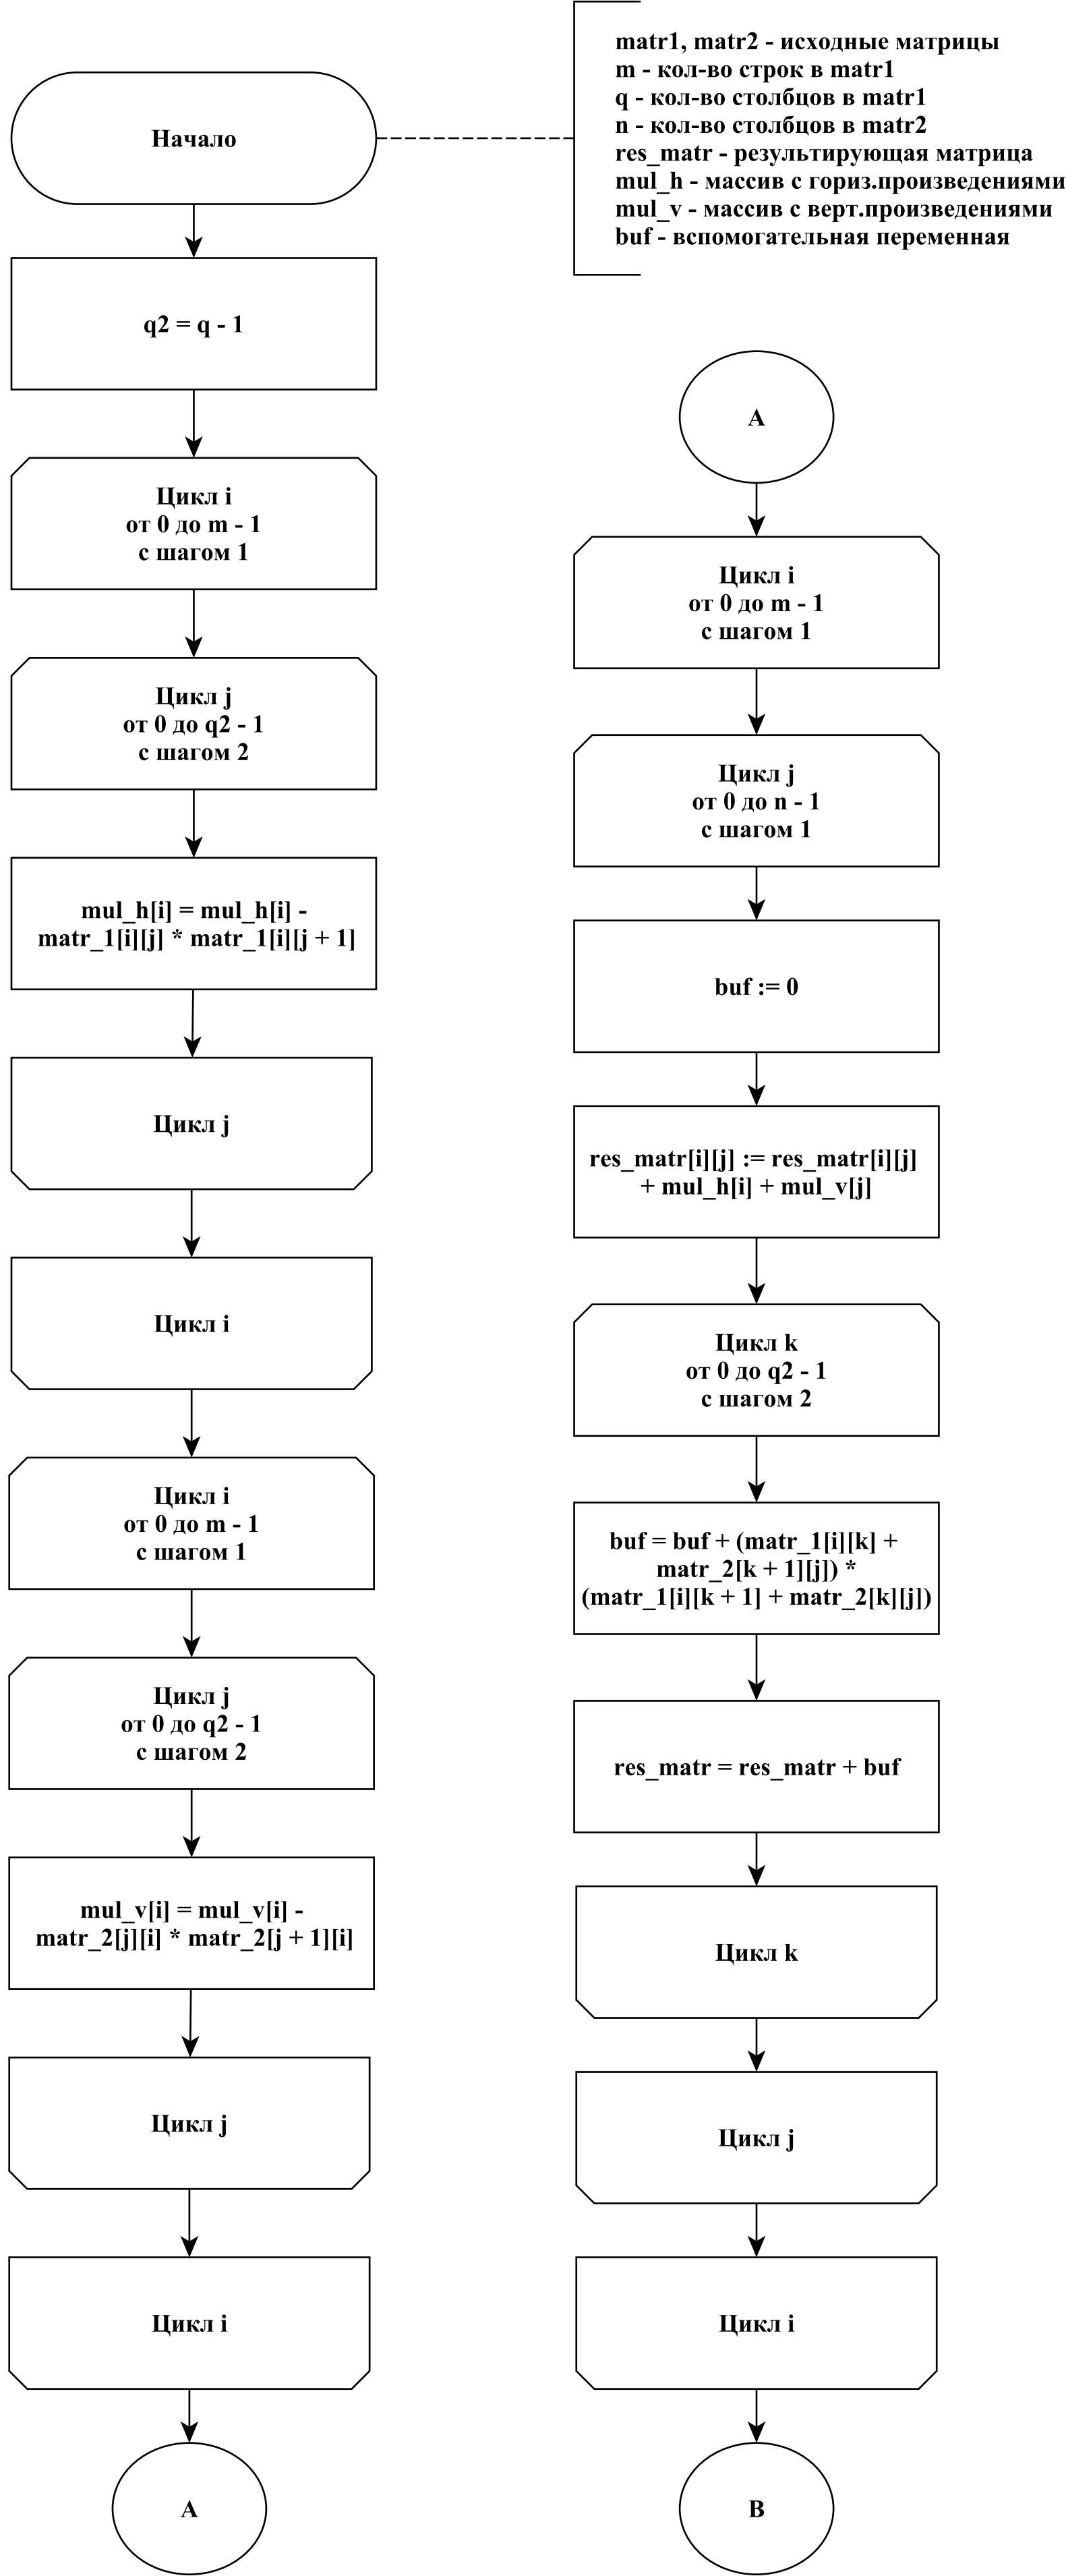 matr1, matr2 - исходные матрицы
m - кол-во строк в matr1
q - кол-во столбцов в matr1
n - кол-во столбцов в matr2
res_matr - результирующая матрица
mul_h - массив с гориз.произведениями
mul_v - массив с верт.произведениями
buf - вспомогательная переменная
Начало
q2 = q - 1
Цикл i
от 0 до m - 1
с шагом 1
Цикл j
от 0 до q2 - 1
с шагом 2
mul_h[i] = mul_h[i] -
matr_1[i][j] * matr_1[i][j + 1]
Цикл j
Цикл i
Цикл i
от 0 до m - 1
с шагом 1
Цикл j
от 0 до q2 - 1
с шагом 2
mul_v[i] = mul_v[i] -
matr_2[j][i] * matr_2[j + 1][i]
Цикл j
Цикл i
A
A
Цикл i
от 0 до m - 1
с шагом 1
Цикл j
от 0 до n - 1
с шагом 1
buf := 0
res_matr[i][j] := res_matr[i][j]
+ mul_h[i] + mul_v[j]
Цикл k
от 0 до q2 - 1
с шагом 2
buf = buf + (matr_1[i][k] +
matr_2[k + 1][j]) *
(matr_1[i][k + 1] + matr_2[k][j])
res_matr = res_matr + buf
Цикл k
Цикл j
Цикл i
B